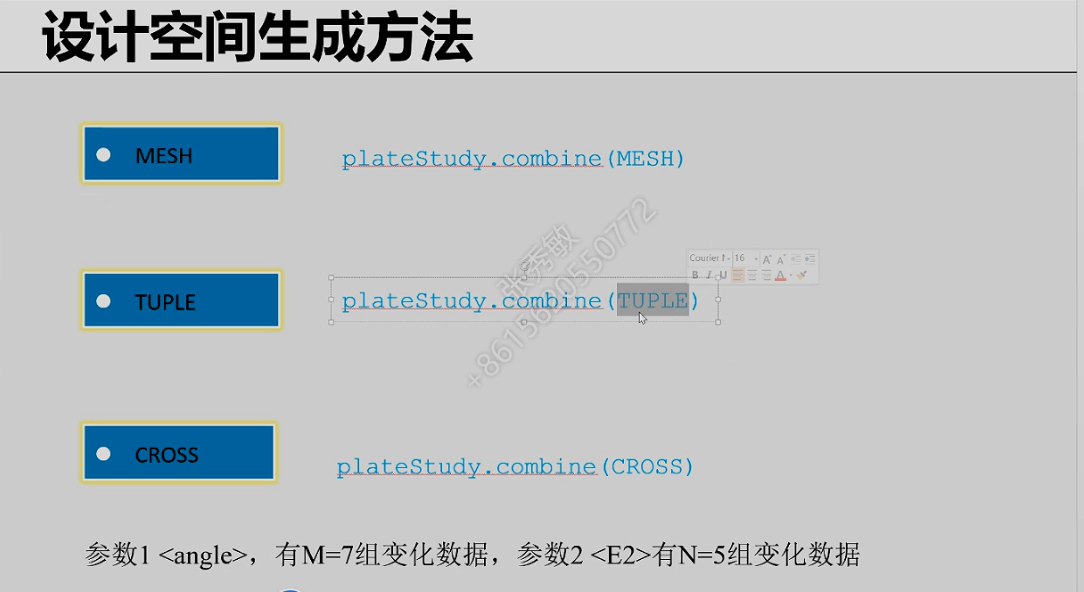 设计空间生成方法
MESH
plateStudy.combine(MESH)
张秀敏
+8615620550772
Courier 16
B I U
TUPLE
plateStudy.combine(TUPLE)
CROSS
plateStudy.combine(CROSS)
参数1 <angle>，有M=7组变化数据，参数2 <E2>有N=5组变化数据